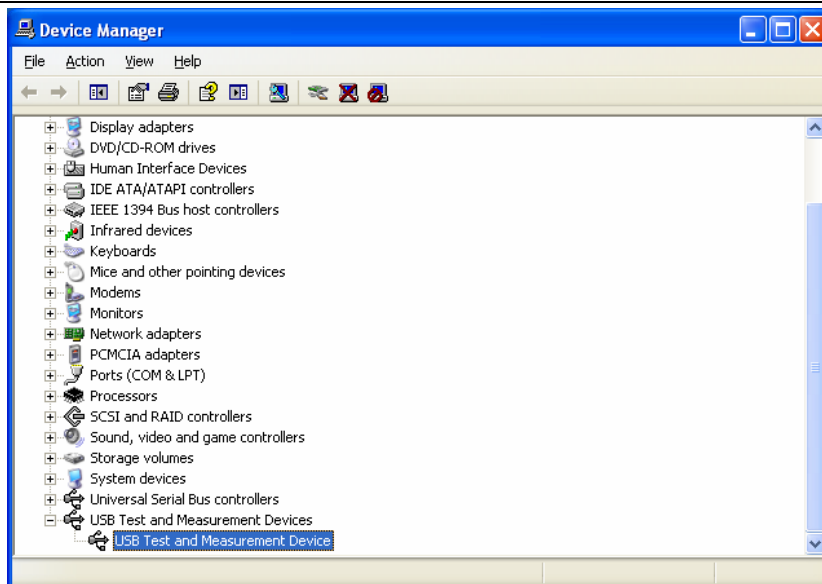 Device Manager
File Action View Help
Display adapters
DVD/CD-ROM drives
Human Interface Devices
IDE ATA/ATAPI controllers
IEEE 1394 Bus host controllers
Infrared devices
Keyboards
Mice and other pointing devices
Modems
Monitors
Network adapters
PCMCIA adapters
Ports (COM & LPT)
Processors
SCSI and RAID controllers
Sound, video and game controllers
Storage volumes
System devices
Universal Serial Bus controllers
USB Test and Measurement Devices
USB Test and Measurement Device